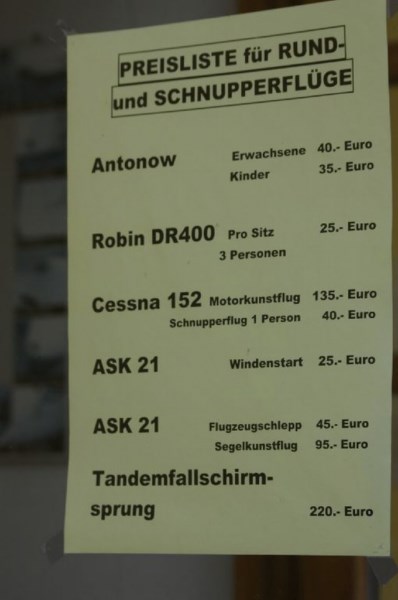 PREISLISTE für RUND-
und SCHNUPPERFLÜGE
Antonow Erwachsene 40.- Euro
Kinder 35.- Euro
Robin DR400 Pro Sitz 25.- Euro
3 Personen
Cessna 152 Motorkunstflug 135.- Euro
Schnupperflug 1 Person 40.- Euro
ASK 21 Windenstart 25.- Euro
ASK 21 Flugzeugschlepp 45.- Euro
Segelkunstflug 95.- Euro
Tandemfallschirm-
sprung 220.- Euro